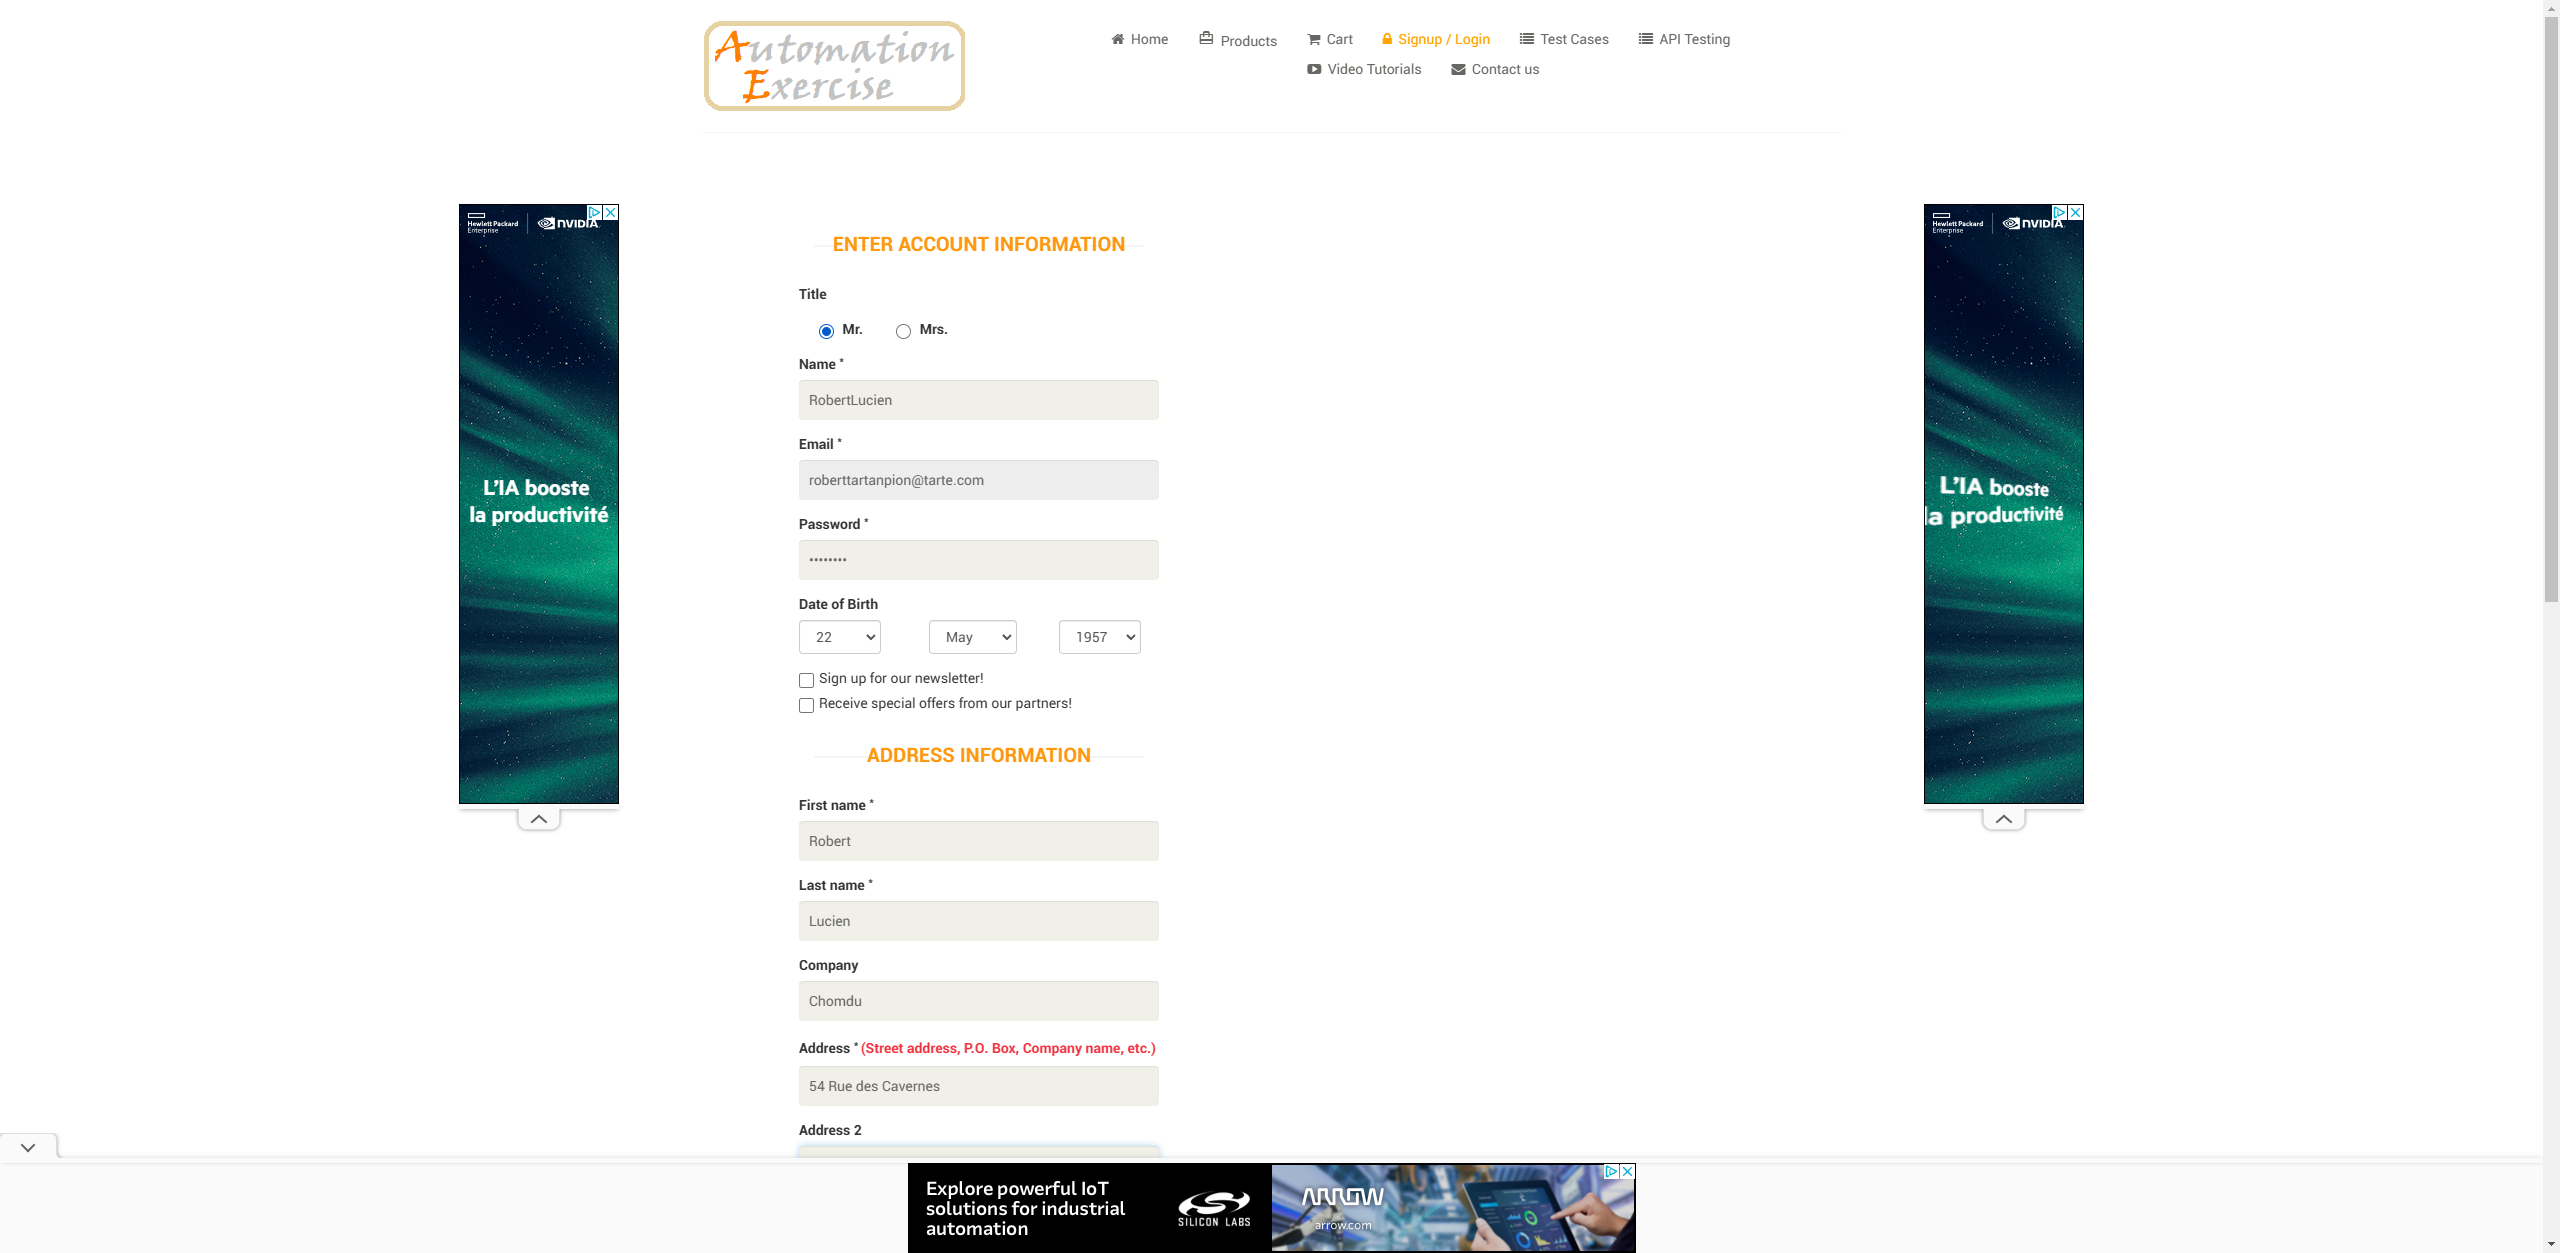 Automation
Exercise
Home
Products
Cart
Signup / Login
Test Cases
API Testing
Video Tutorials
Contact us
Hewlett Packard
Enterprise
NVIDIA
L'IA booste
la productivité
Hewlett Packard
Enterprise
NVIDIA
L'IA booste
la productivité
ENTER ACCOUNT INFORMATION
Title
Mr.
Mrs.
Name *
RobertLucien
Email *
roberttartanpion@tarte.com
Password *
••••••••
Date of Birth
22
May
1957
Sign up for our newsletter!
Receive special offers from our partners!
ADDRESS INFORMATION
First name *
Robert
Last name *
Lucien
Company
Chomdu
Address * (Street address, P.O. Box, Company name, etc.)
54 Rue des Cavernes
Address 2
Explore powerful IoT
solutions for industrial
automation
SILICON LABS
ARROW
arrow.com